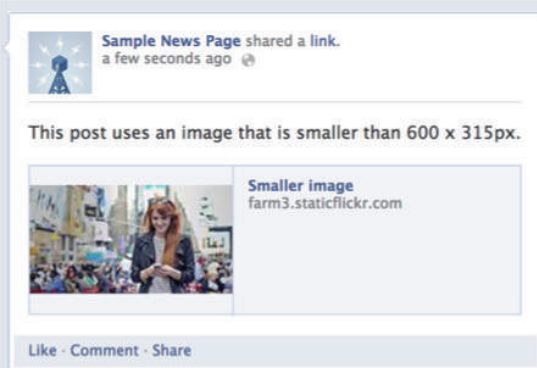 Sample News Page shared a link.
a few seconds ago
This post uses an image that is smaller than 600 x 315px.
Smaller image
farm3.staticflickr.com
Like · Comment · Share